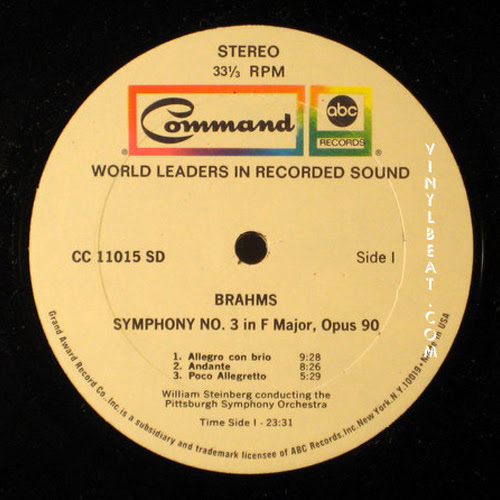 STEREO
33⅓ RPM
Command
abc
RECORDS
®
®
WORLD LEADERS IN RECORDED SOUND
CC 11015 SD
Side I
BRAHMS
SYMPHONY NO. 3 in F Major, Opus 90
1. Allegro con brio 9:28
2. Andante 8:26
3. Poco Allegretto 5:29
William Steinberg conducting the
Pittsburgh Symphony Orchestra
Time Side I - 23:31
Grand Award Record Co., Inc. is a subsidiary and trademark licensee of ABC Records, Inc. New York, N.Y. 10019 • Made in USA
VINYLBEAT.COM